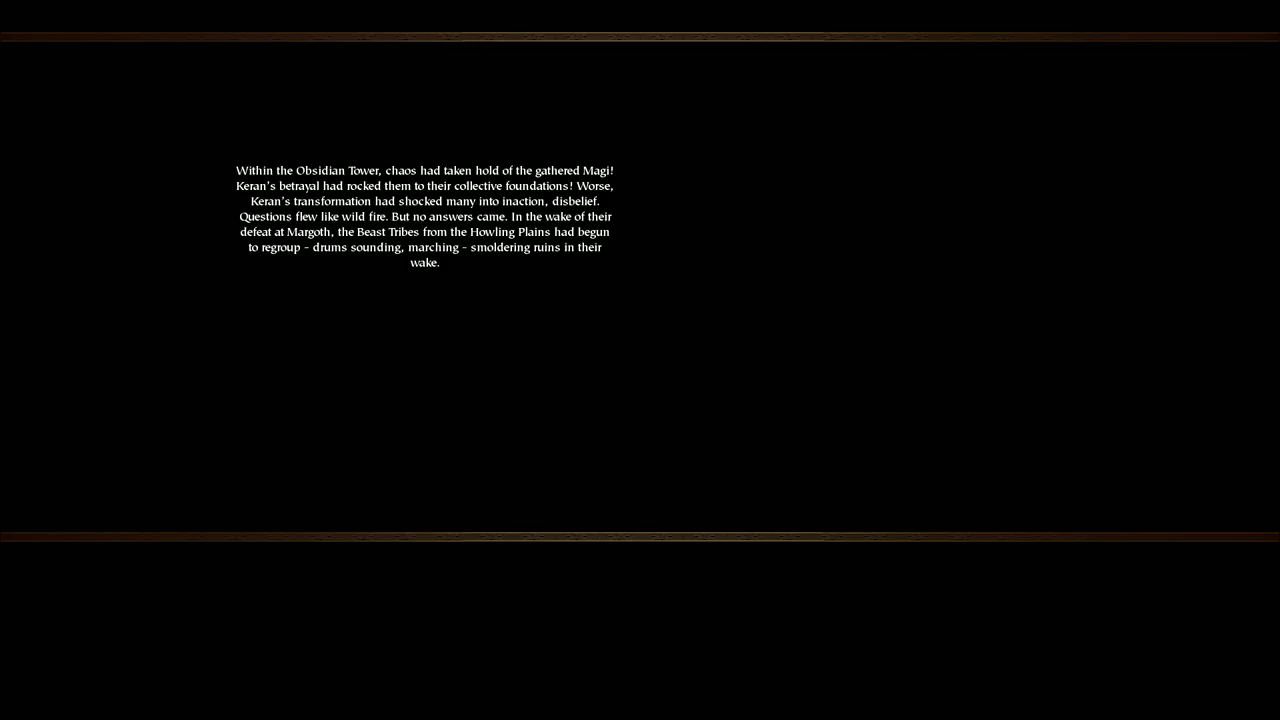 Within the Obsidian Tower, chaos had taken hold of the gathered Magi!
Keran's betrayal had rocked them to their collective foundations! Worse,
Keran's transformation had shocked many into inaction, disbelief.
Questions flew like wild fire. But no answers came. In the wake of their
defeat at Margoth, the Beast Tribes from the Howling Plains had begun
to regroup - drums sounding, marching - smoldering ruins in their
wake.